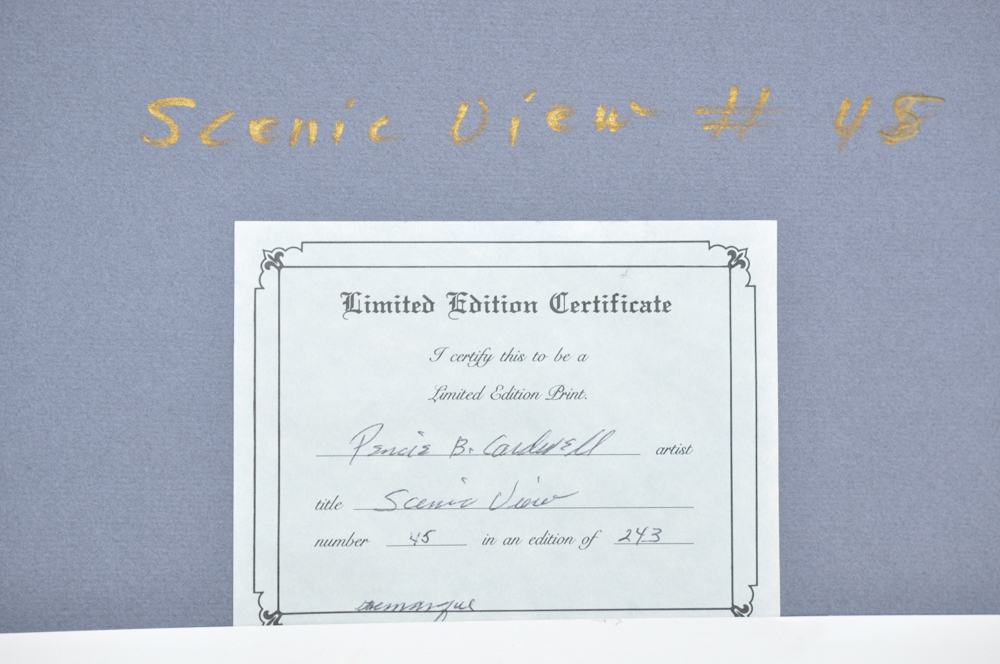 Scenic View # 45
Limited Edition Certificate
I certify this to be a
Limited Edition Print.
B. Cardwell artist
title Scenic View
number 45 in an edition of 243